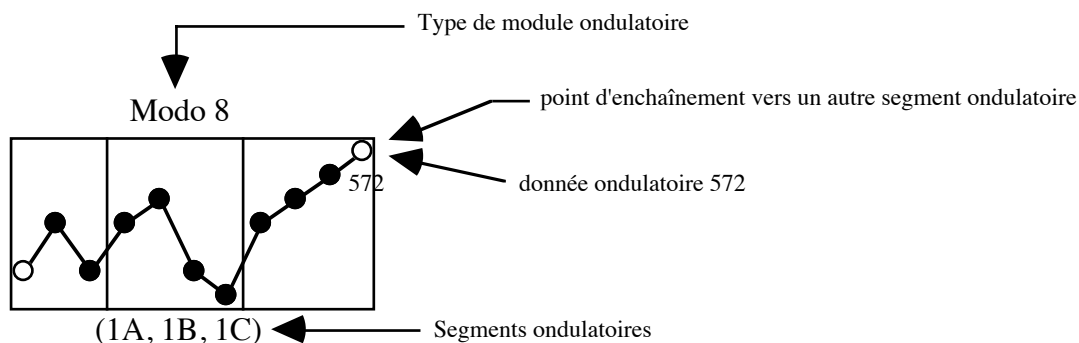 Type de module ondulatoire
point d'enchaînement vers un autre segment ondulatoire
Modo 8
572
donnée ondulatoire 572
(1A, 1B, 1C)
Segments ondulatoires